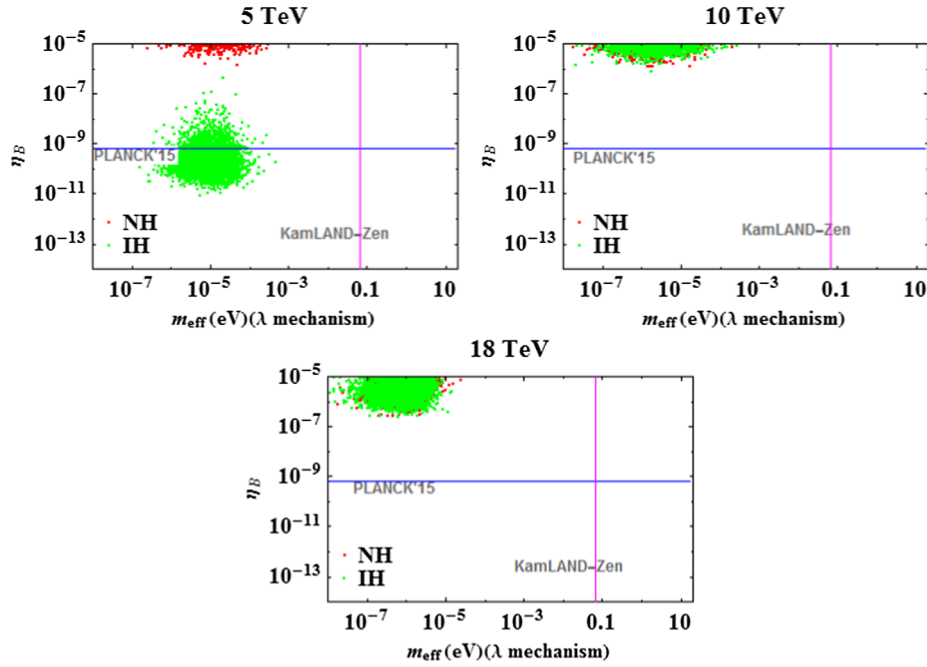 5 TeV
10 TeV
10⁻⁵
10⁻⁷
10⁻⁹
10⁻¹¹
10⁻¹³
η_B
PLANCK'15
NH
IH
KamLAND-Zen
10⁻⁷ 10⁻⁵ 10⁻⁴ 0.1 10
m_eff (eV)(λ mechanism)
10⁻⁵
10⁻⁷
10⁻⁹
10⁻¹¹
10⁻¹³
η_B
PLANCK'15
NH
IH
KamLAND-Zen
10⁻⁷ 10⁻⁵ 10⁻⁴ 0.1 10
m_eff (eV)(λ mechanism)
18 TeV
10⁻⁵
10⁻⁷
10⁻⁹
10⁻¹¹
10⁻¹³
η_B
PLANCK'15
NH
IH
KamLAND-Zen
10⁻⁷ 10⁻⁵ 10⁻⁴ 0.1 10
m_eff (eV)(λ mechanism)